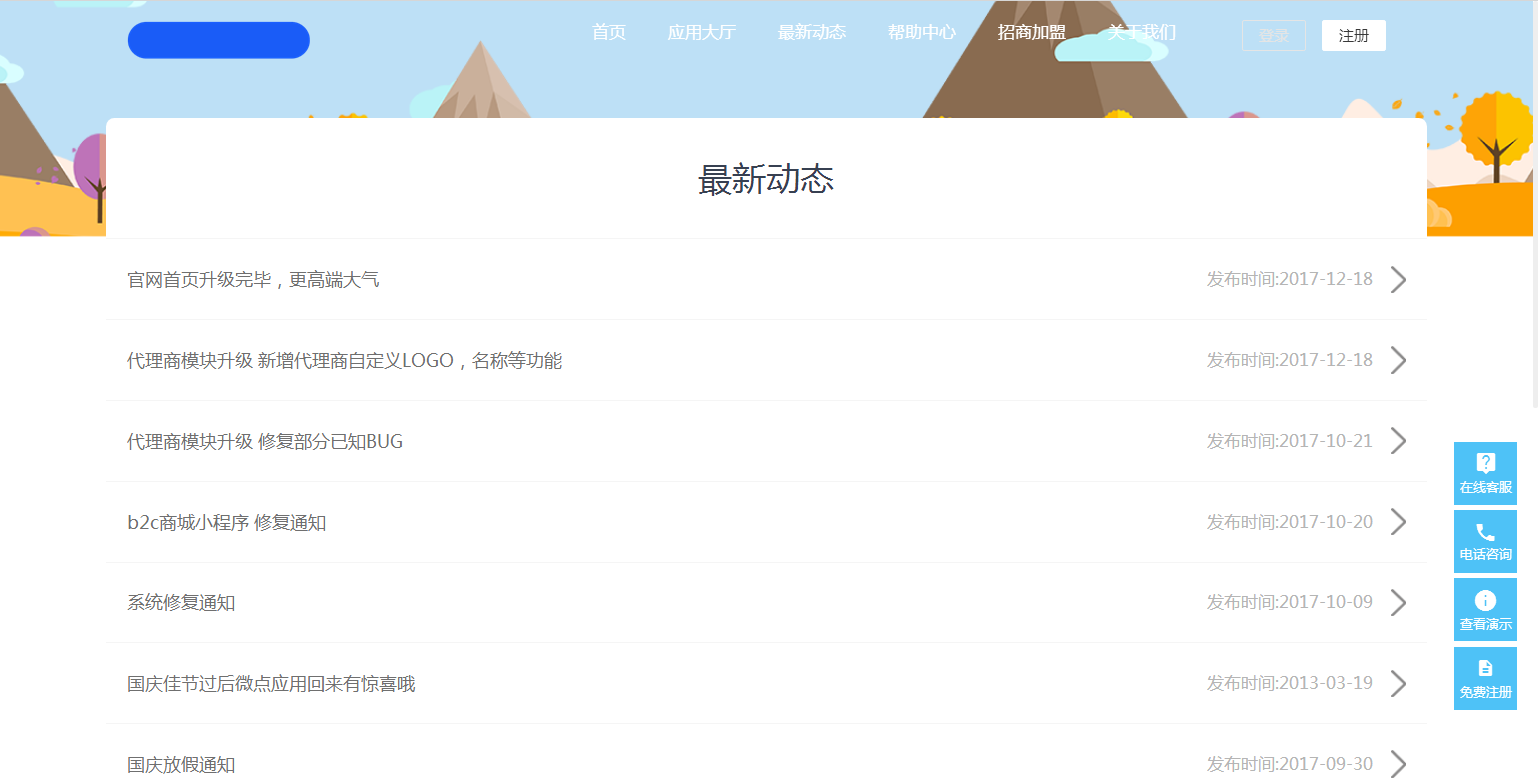 首页 应用大厅 最新动态 帮助中心 招商加盟 关于我们 登录 注册
最新动态
官网首页升级完毕，更高端大气 发布时间:2017-12-18
代理商模块升级 新增代理商自定义LOGO，名称等功能 发布时间:2017-12-18
代理商模块升级 修复部分已知BUG 发布时间:2017-10-21
b2c商城小程序 修复通知 发布时间:2017-10-20
系统修复通知 发布时间:2017-10-09
国庆佳节过后微点应用回来有惊喜哦 发布时间:2013-03-19
国庆放假通知 发布时间:2017-09-30
在线客服
电话咨询
查看演示
免费注册